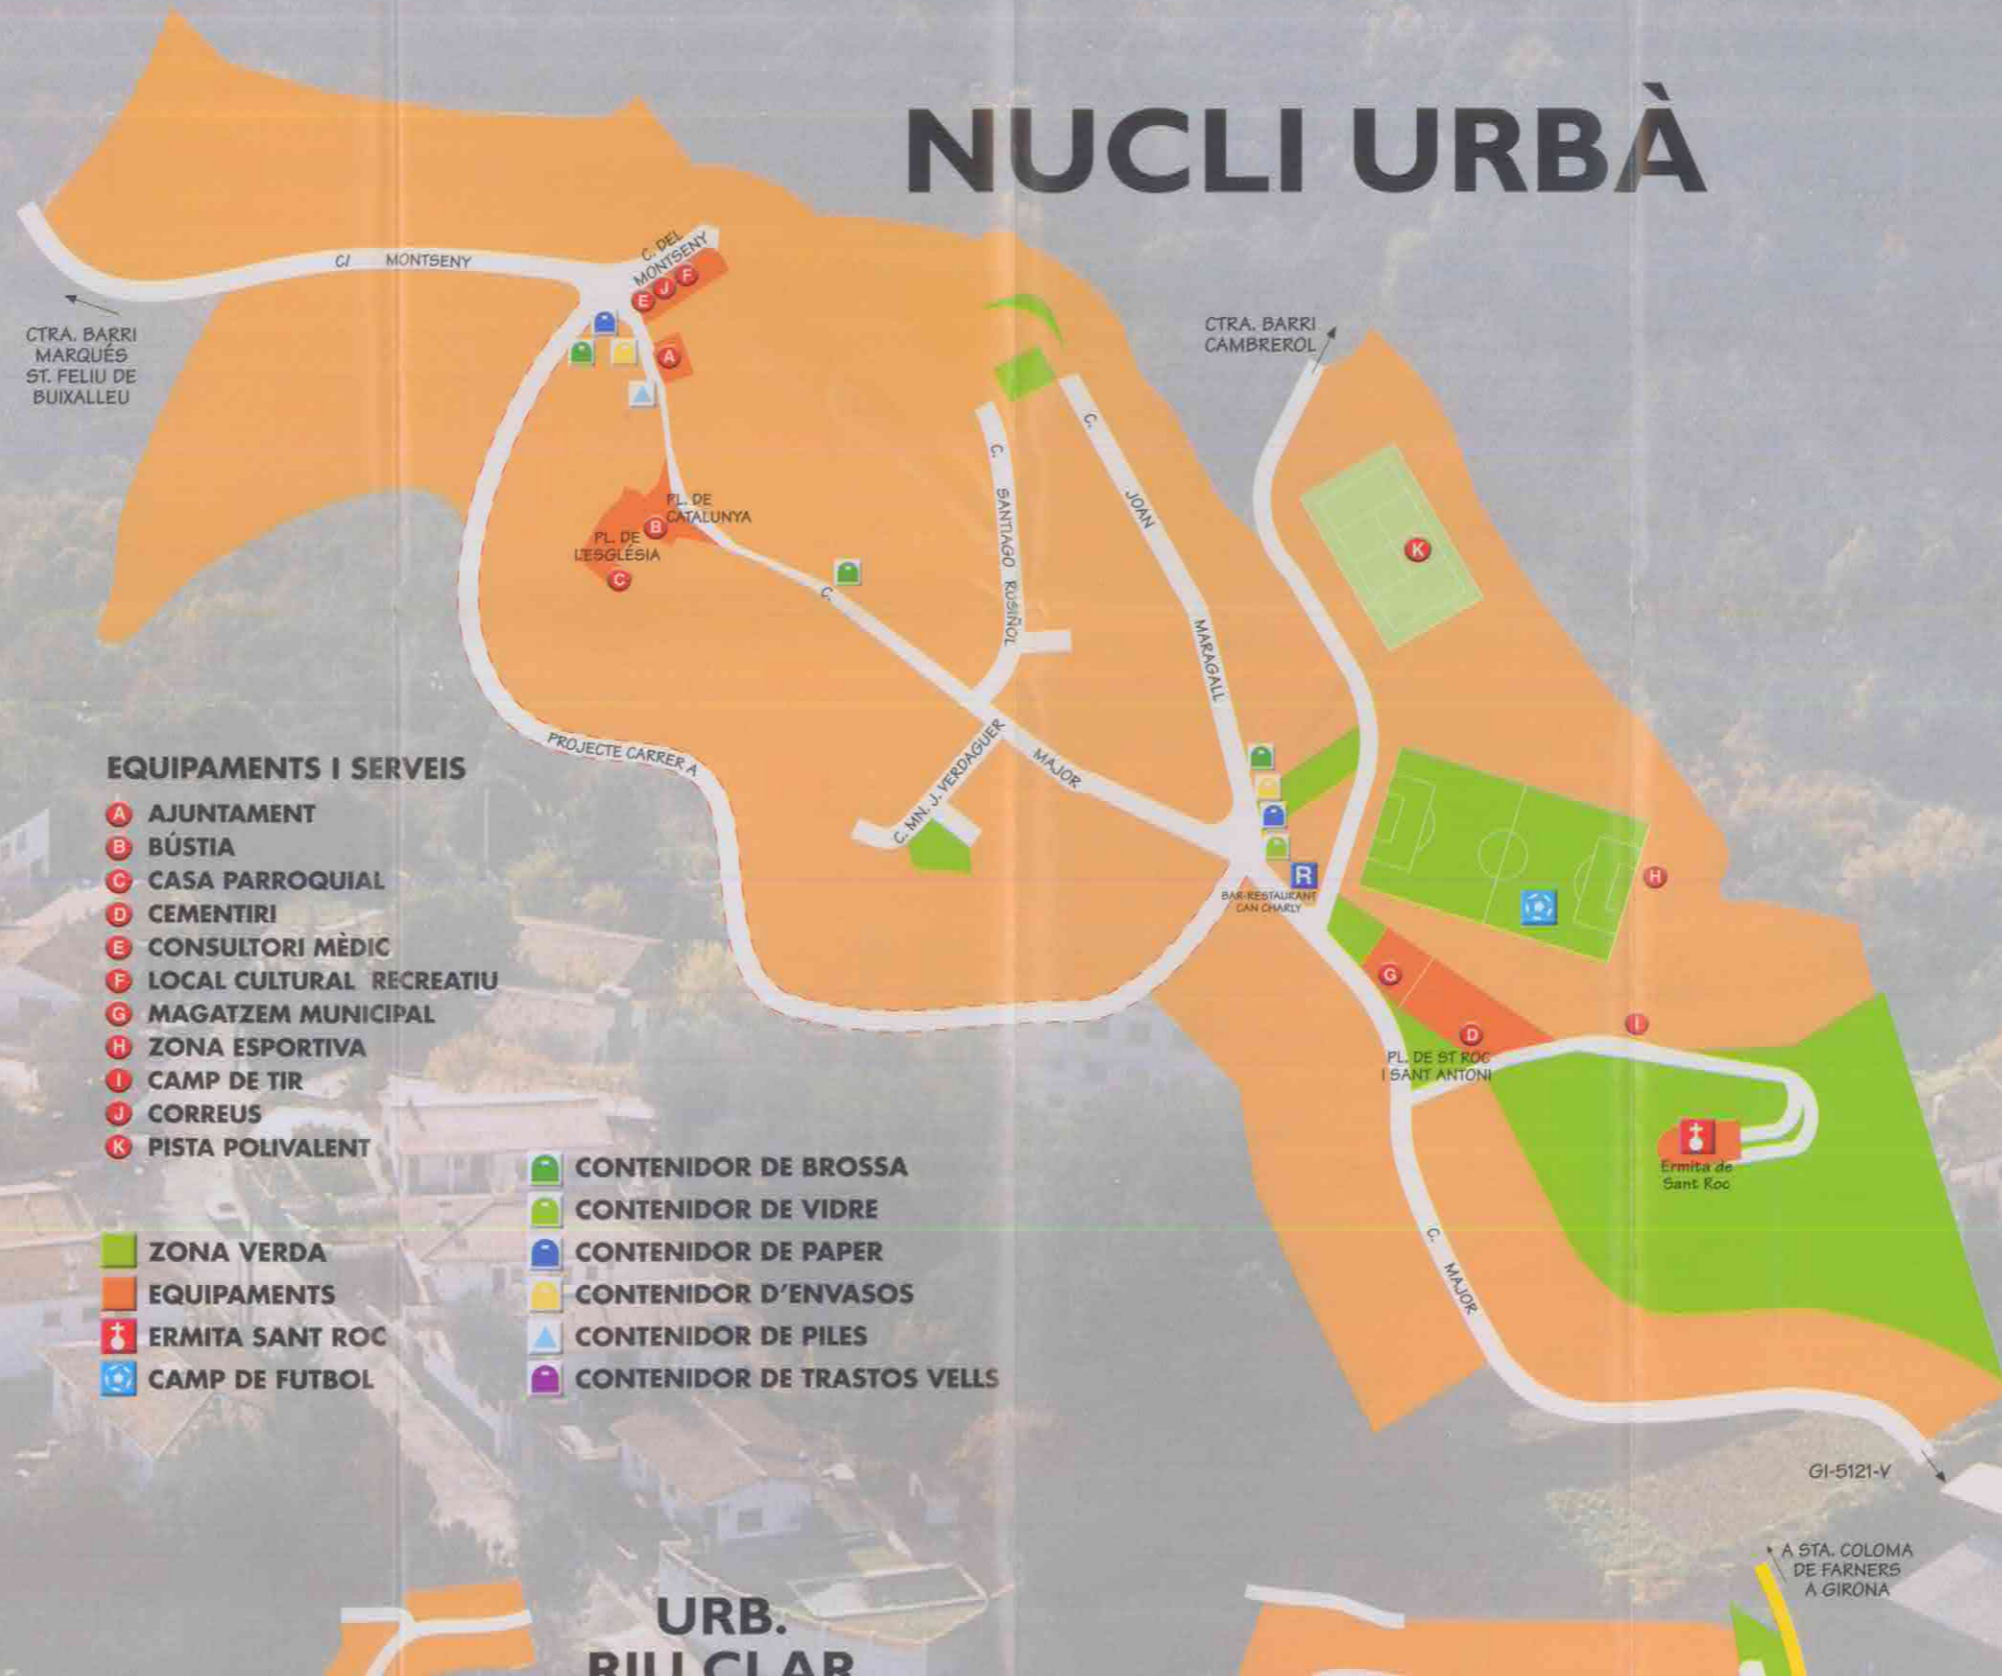 NUCLI URBÀ
C/ MONTSENY
C. DEL
MONTSENY
E J F
A
CTRA. BARRI
MARQUÉS
ST. FELIU DE
BUIXALLEU
CTRA. BARRI
CAMBREROL
PL. DE
CATALUNYA
B
PL. DE
L'ESGLÉSIA
C
C. SANTIAGO RUSIÑOL
C. JOAN MARAGALL
K
C. MAJOR
PROJECTE CARRER A
C. MN. J. VERDAGUER
R
BAR-RESTAURANT
CAN CHARLY
H
G
D
I
PL. DE ST ROC
I SANT ANTONI
Ermita de
Sant Roc
C. MAJOR
GI-5121-V
EQUIPAMENTS I SERVEIS
A AJUNTAMENT
B BÚSTIA
C CASA PARROQUIAL
D CEMENTIRI
E CONSULTORI MÈDIC
F LOCAL CULTURAL RECREATIU
G MAGATZEM MUNICIPAL
H ZONA ESPORTIVA
I CAMP DE TIR
J CORREUS
K PISTA POLIVALENT
ZONA VERDA
EQUIPAMENTS
ERMITA SANT ROC
CAMP DE FUTBOL
CONTENIDOR DE BROSSA
CONTENIDOR DE VIDRE
CONTENIDOR DE PAPER
CONTENIDOR D'ENVASOS
CONTENIDOR DE PILES
CONTENIDOR DE TRASTOS VELLS
A STA. COLOMA
DE FARNERS
A GIRONA
URB.
RIU CLAR